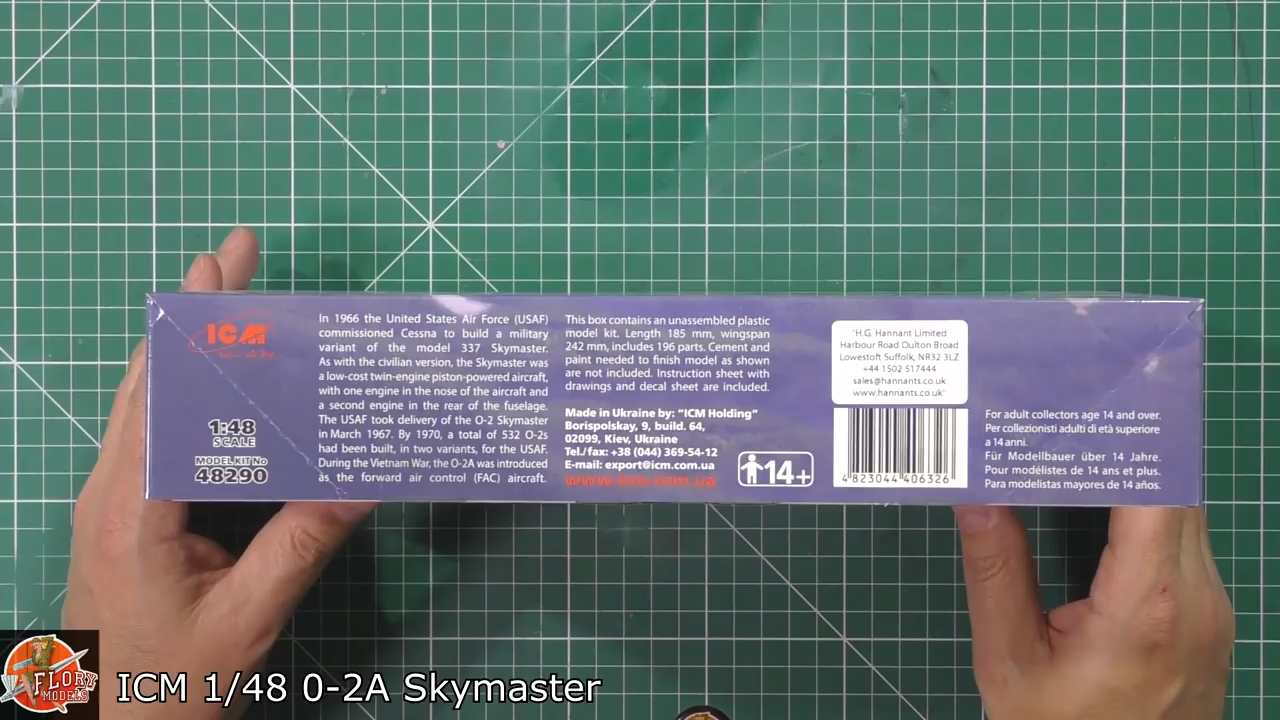 ICM
1:48
SCALE
MODEL KIT No
48290
In 1966 the United States Air Force (USAF)
commissioned Cessna to build a military
variant of the model 337 Skymaster.
As with the civilian version, the Skymaster was
a low-cost twin-engine piston-powered aircraft,
with one engine in the nose of the aircraft and
a second engine in the rear of the fuselage.
The USAF took delivery of the O-2 Skymaster
in March 1967. By 1970, a total of 532 O-2s
had been built, in two variants, for the USAF.
During the Vietnam War, the O-2A was introduced
as the forward air control (FAC) aircraft.
This box contains an unassembled plastic
model kit. Length 185 mm, wingspan
242 mm, includes 196 parts. Cement and
paint needed to finish model as shown
are not included. Instruction sheet with
drawings and decal sheet are included.
Made in Ukraine by: “ICM Holding”
Borispolskay, 9, build. 64,
02099, Kiev, Ukraine
Tel./fax: +38 (044) 369-54-12
E-mail: export@icm.com.ua
www.icm.com.ua
14+
"H.G. Hannant Limited
Harbour Road Oulton Broad
Lowestoft Suffolk, NR32 3LZ
+44 1502 517444
sales@hannants.co.uk
www.hannants.co.uk"
4 823044 406326
For adult collectors age 14 and over.
Per collezionisti adulti di età superiore
a 14 anni.
Für Modellbauer über 14 Jahre.
Pour modélistes de 14 ans et plus.
Para modelistas mayores de 14 años.
FLORY
MODELS
ICM 1/48 0-2A Skymaster